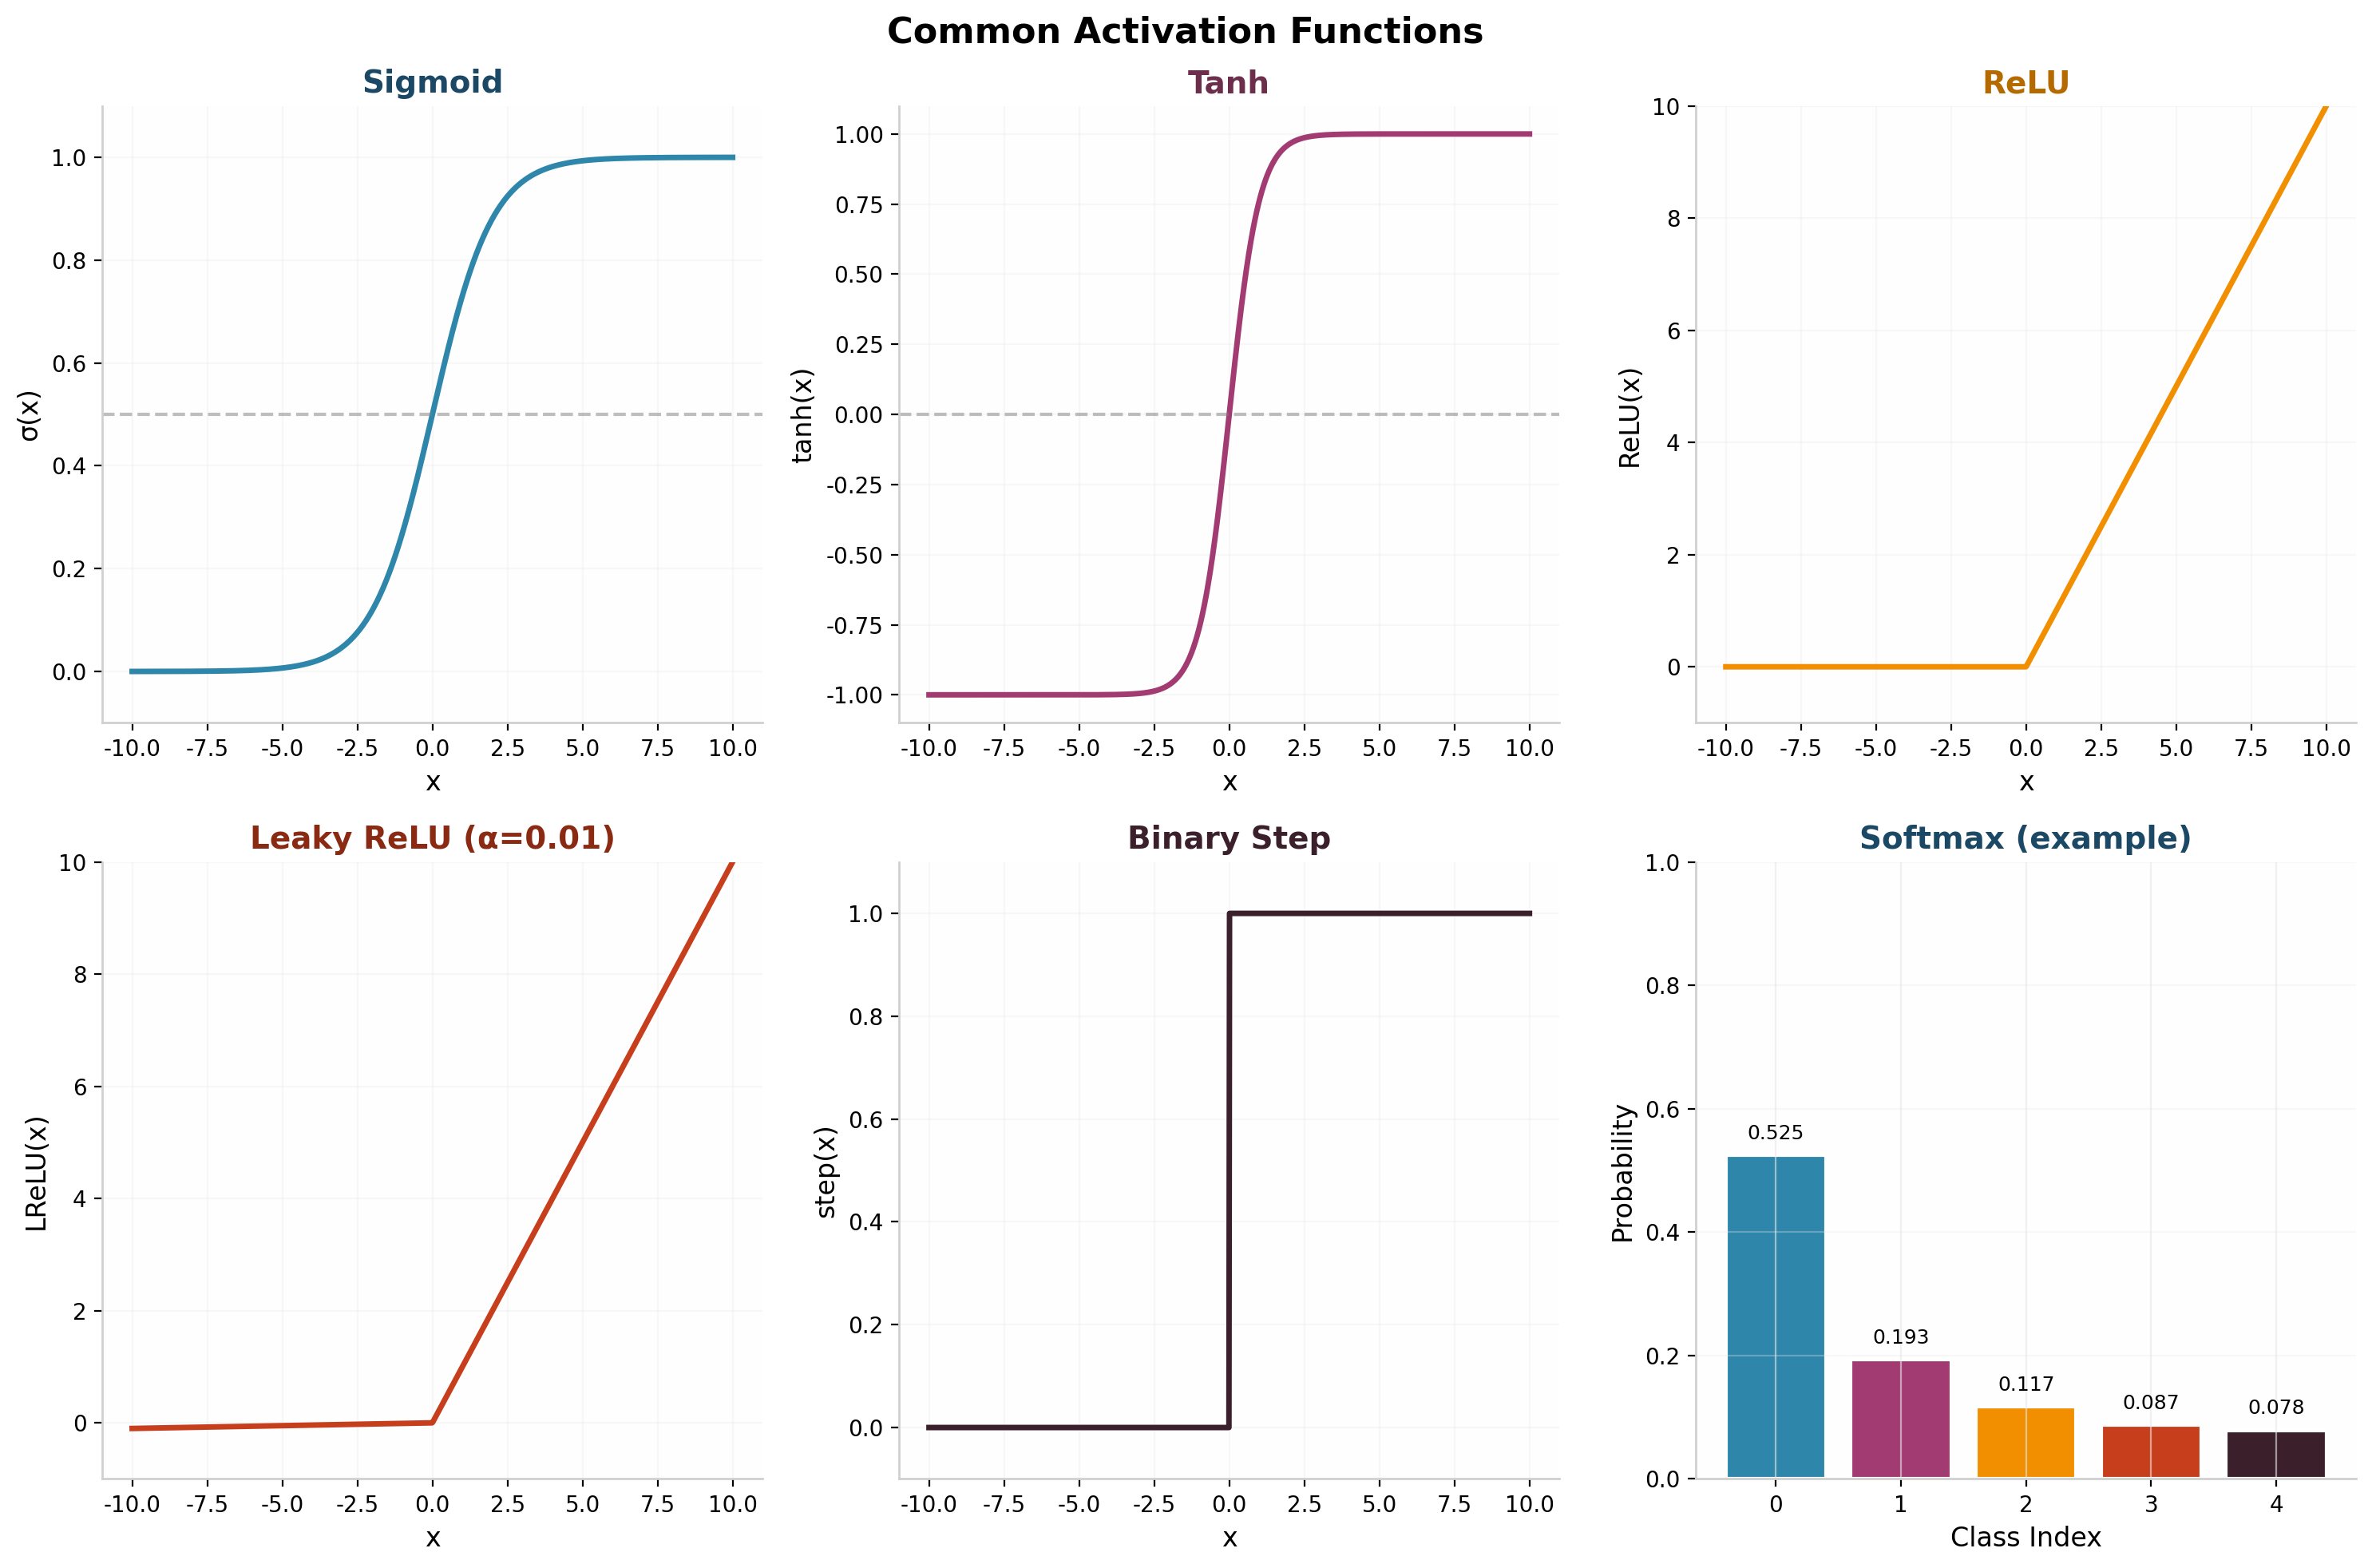 Common Activation Functions
Sigmoid
σ(x)
1.0
0.8
0.6
0.4
0.2
0.0
-10.0 -7.5 -5.0 -2.5 0.0 2.5 5.0 7.5 10.0
x
Tanh
tanh(x)
1.00
0.75
0.50
0.25
0.00
-0.25
-0.50
-0.75
-1.00
-10.0 -7.5 -5.0 -2.5 0.0 2.5 5.0 7.5 10.0
x
ReLU
ReLU(x)
10
8
6
4
2
0
-10.0 -7.5 -5.0 -2.5 0.0 2.5 5.0 7.5 10.0
x
Leaky ReLU (α=0.01)
LReLU(x)
10
8
6
4
2
0
-10.0 -7.5 -5.0 -2.5 0.0 2.5 5.0 7.5 10.0
x
Binary Step
step(x)
1.0
0.8
0.6
0.4
0.2
0.0
-10.0 -7.5 -5.0 -2.5 0.0 2.5 5.0 7.5 10.0
x
Softmax (example)
Probability
1.0
0.8
0.6
0.4
0.2
0.0
0.525
0.193
0.117
0.087
0.078
0 1 2 3 4
Class Index